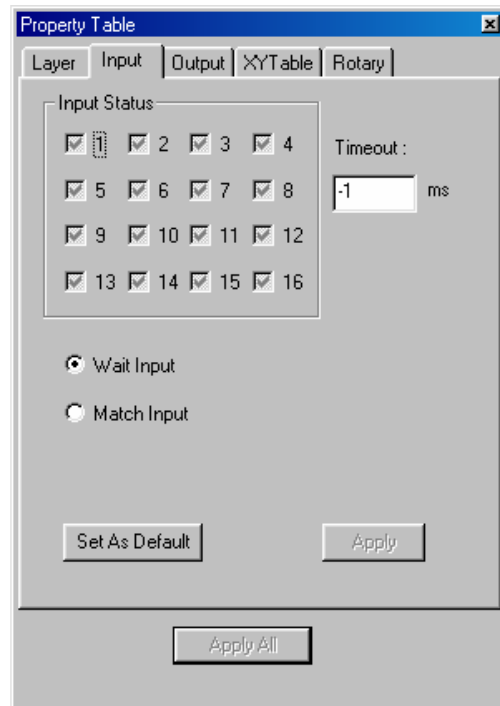 Property Table
Layer Input Output XYTable Rotary
Input Status
1 2 3 4
Timeout :
5 6 7 8
-1 ms
9 10 11 12
13 14 15 16
Wait Input
Match Input
Set As Default Apply
Apply All